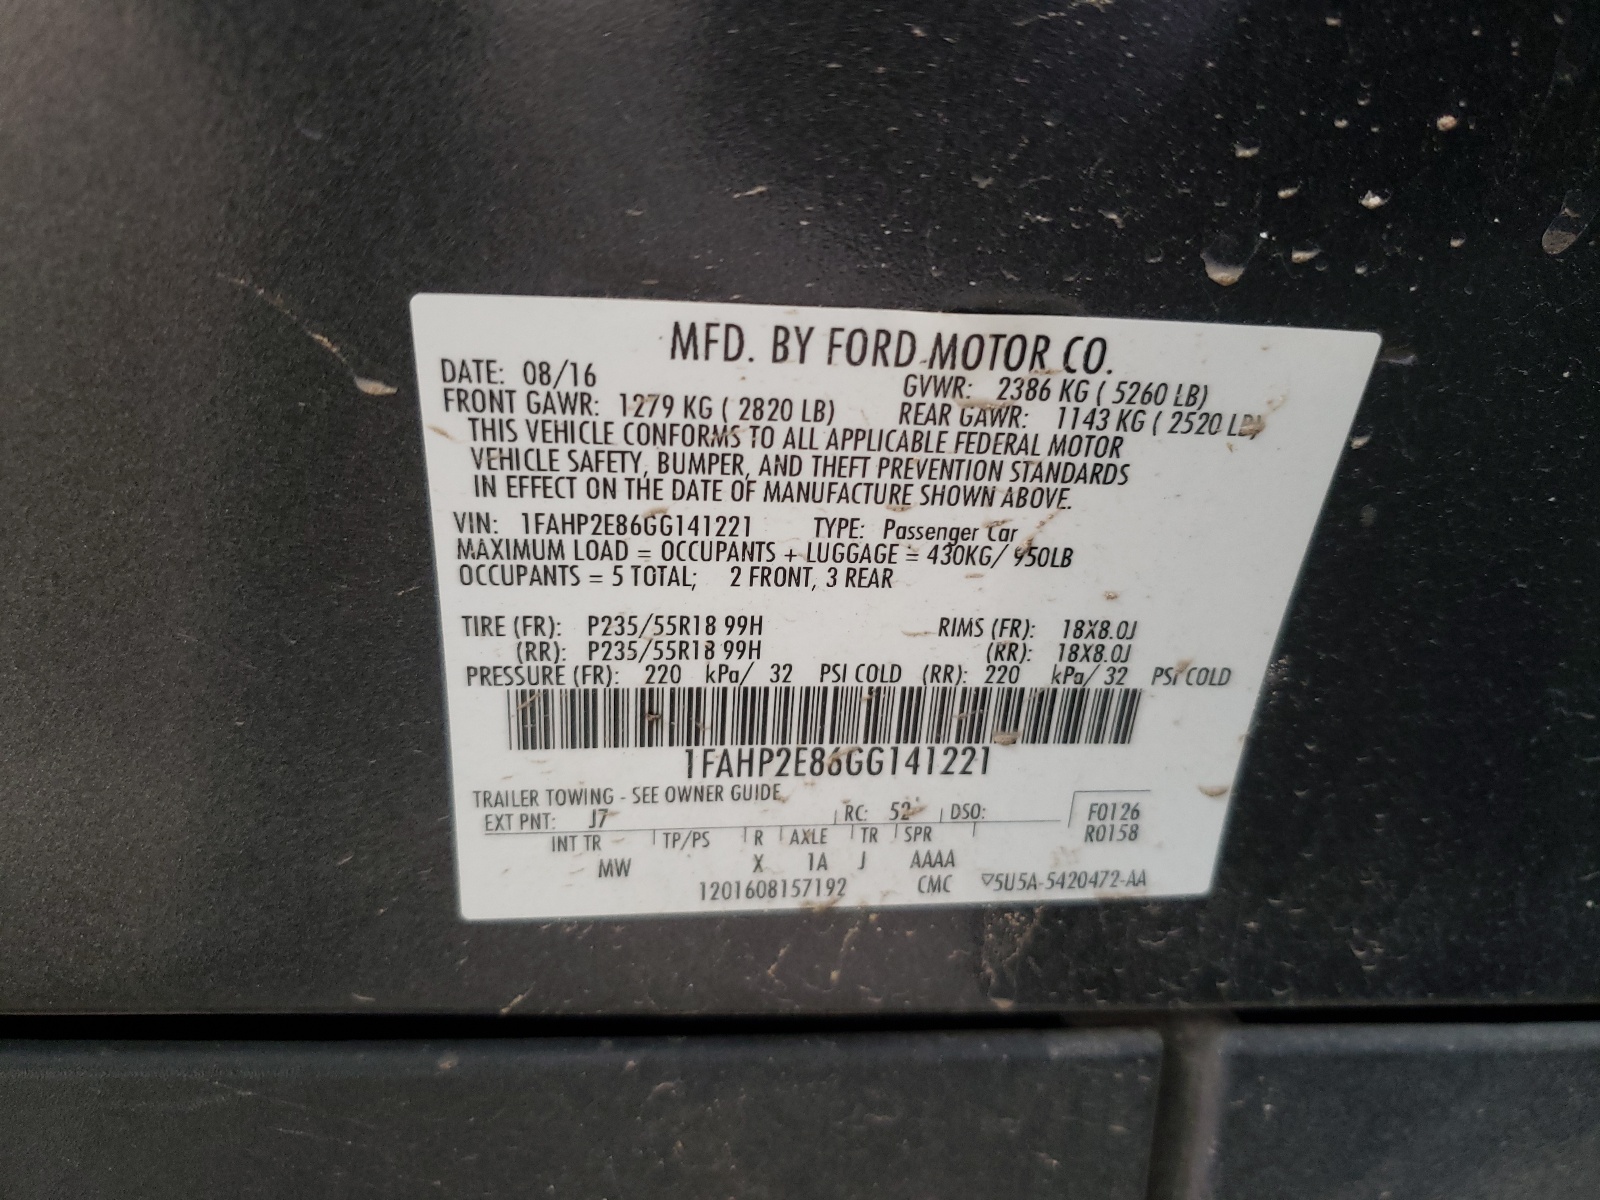 MFD. BY FORD MOTOR CO.
DATE: 08/16 GVWR: 2386 KG ( 5260 LB)
FRONT GAWR: 1279 KG ( 2820 LB) REAR GAWR: 1143 KG ( 2520 LB)
THIS VEHICLE CONFORMS TO ALL APPLICABLE FEDERAL MOTOR
VEHICLE SAFETY, BUMPER, AND THEFT PREVENTION STANDARDS
IN EFFECT ON THE DATE OF MANUFACTURE SHOWN ABOVE.
VIN: 1FAHP2E86GG141221 TYPE: Passenger Car
MAXIMUM LOAD = OCCUPANTS + LUGGAGE = 430KG/ 950LB
OCCUPANTS = 5 TOTAL; 2 FRONT, 3 REAR
TIRE (FR): P235/55R18 99H RIMS (FR): 18X8.0J
(RR): P235/55R18 99H (RR): 18X8.0J
PRESSURE (FR): 220 kPa/ 32 PSI COLD (RR): 220 kPa/ 32 PSI COLD
1FAHP2E86GG141221
TRAILER TOWING - SEE OWNER GUIDE
EXT PNT: J7 RC: 52 DSO: F0126
INT TR TP/PS R AXLE TR SPR R0158
MW X 1A J AAAA
1201608157192 CMC ▽5U5A-5420472-AA